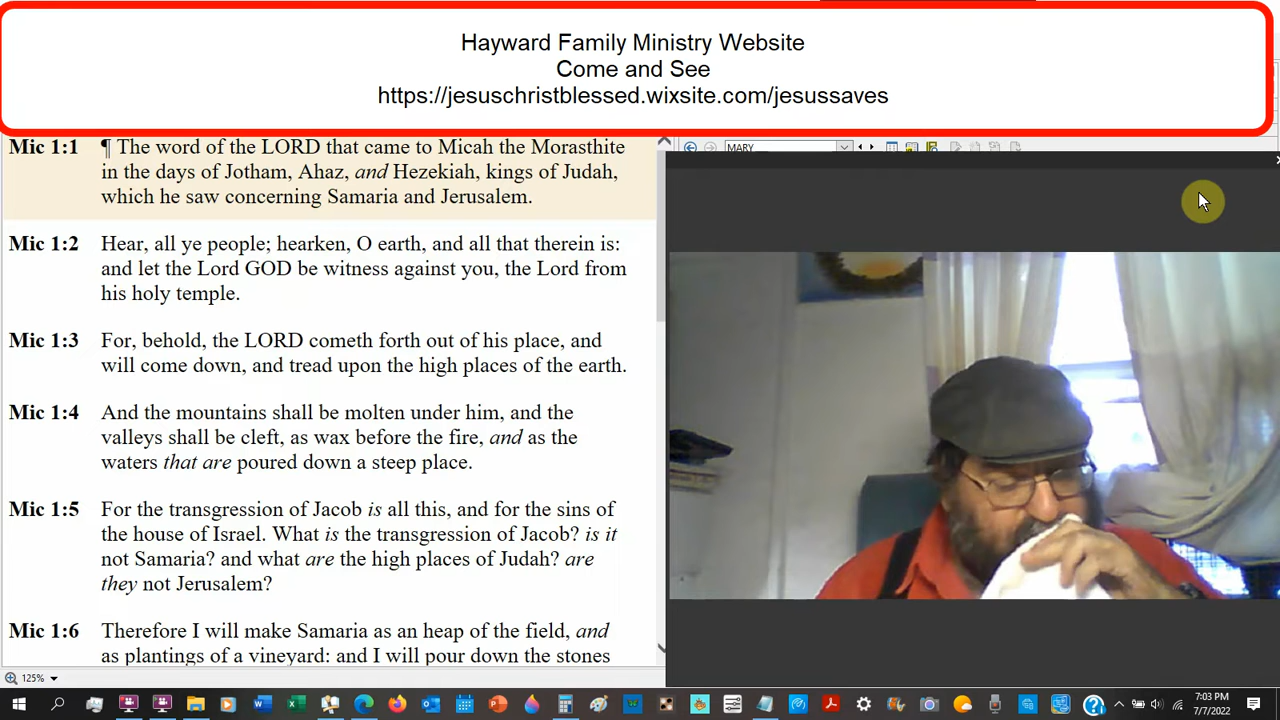 Hayward Family Ministry Website
Come and See
https://jesuschristblessed.wixsite.com/jesussaves
Mic 1:1 ¶ The word of the LORD that came to Micah the Morasthite
in the days of Jotham, Ahaz, and Hezekiah, kings of Judah,
which he saw concerning Samaria and Jerusalem.
Mic 1:2 Hear, all ye people; hearken, O earth, and all that therein is:
and let the Lord GOD be witness against you, the Lord from
his holy temple.
Mic 1:3 For, behold, the LORD cometh forth out of his place, and
will come down, and tread upon the high places of the earth.
Mic 1:4 And the mountains shall be molten under him, and the
valleys shall be cleft, as wax before the fire, and as the
waters that are poured down a steep place.
Mic 1:5 For the transgression of Jacob is all this, and for the sins of
the house of Israel. What is the transgression of Jacob? is it
not Samaria? and what are the high places of Judah? are
they not Jerusalem?
Mic 1:6 Therefore I will make Samaria as an heap of the field, and
as plantings of a vineyard: and I will pour down the stones
MARY
125%
7:03 PM
7/7/2022